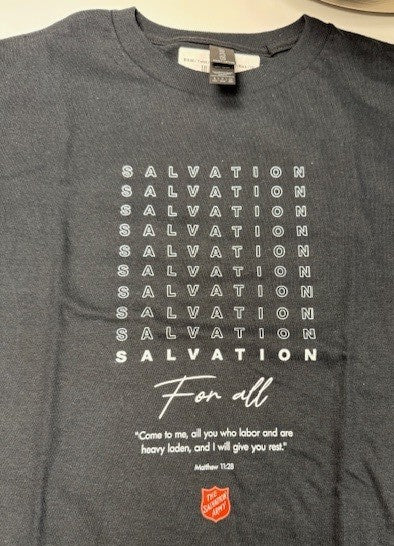 SALVATION
SALVATION
SALVATION
SALVATION
SALVATION
SALVATION
SALVATION
SALVATION
SALVATION
SALVATION
For all
"Come to me, all you who labor and are
heavy laden, and I will give you rest."
Matthew 11:28
THE
SALVATION
ARMY